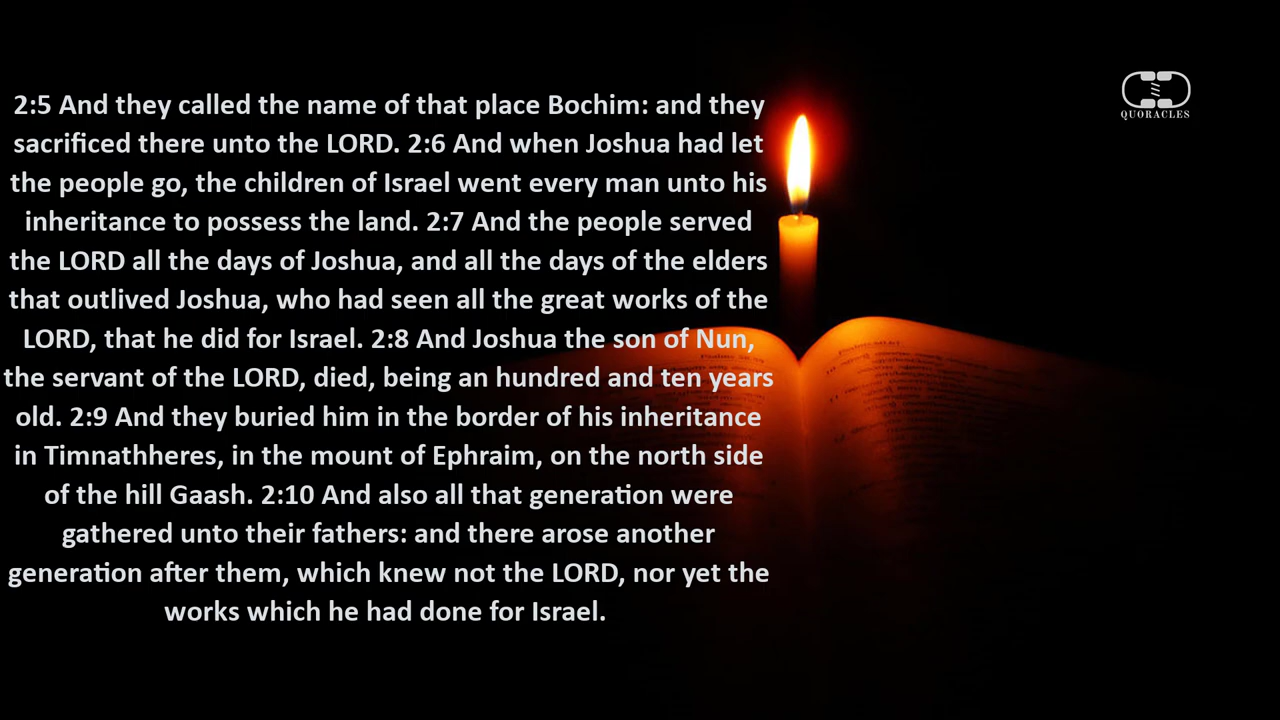 2:5 And they called the name of that place Bochim: and they
sacrificed there unto the LORD. 2:6 And when Joshua had let
the people go, the children of Israel went every man unto his
inheritance to possess the land. 2:7 And the people served
the LORD all the days of Joshua, and all the days of the elders
that outlived Joshua, who had seen all the great works of the
LORD, that he did for Israel. 2:8 And Joshua the son of Nun,
the servant of the LORD, died, being an hundred and ten years
old. 2:9 And they buried him in the border of his inheritance
in Timnathheres, in the mount of Ephraim, on the north side
of the hill Gaash. 2:10 And also all that generation were
gathered unto their fathers: and there arose another
generation after them, which knew not the LORD, nor yet the
works which he had done for Israel.
QUORACLES